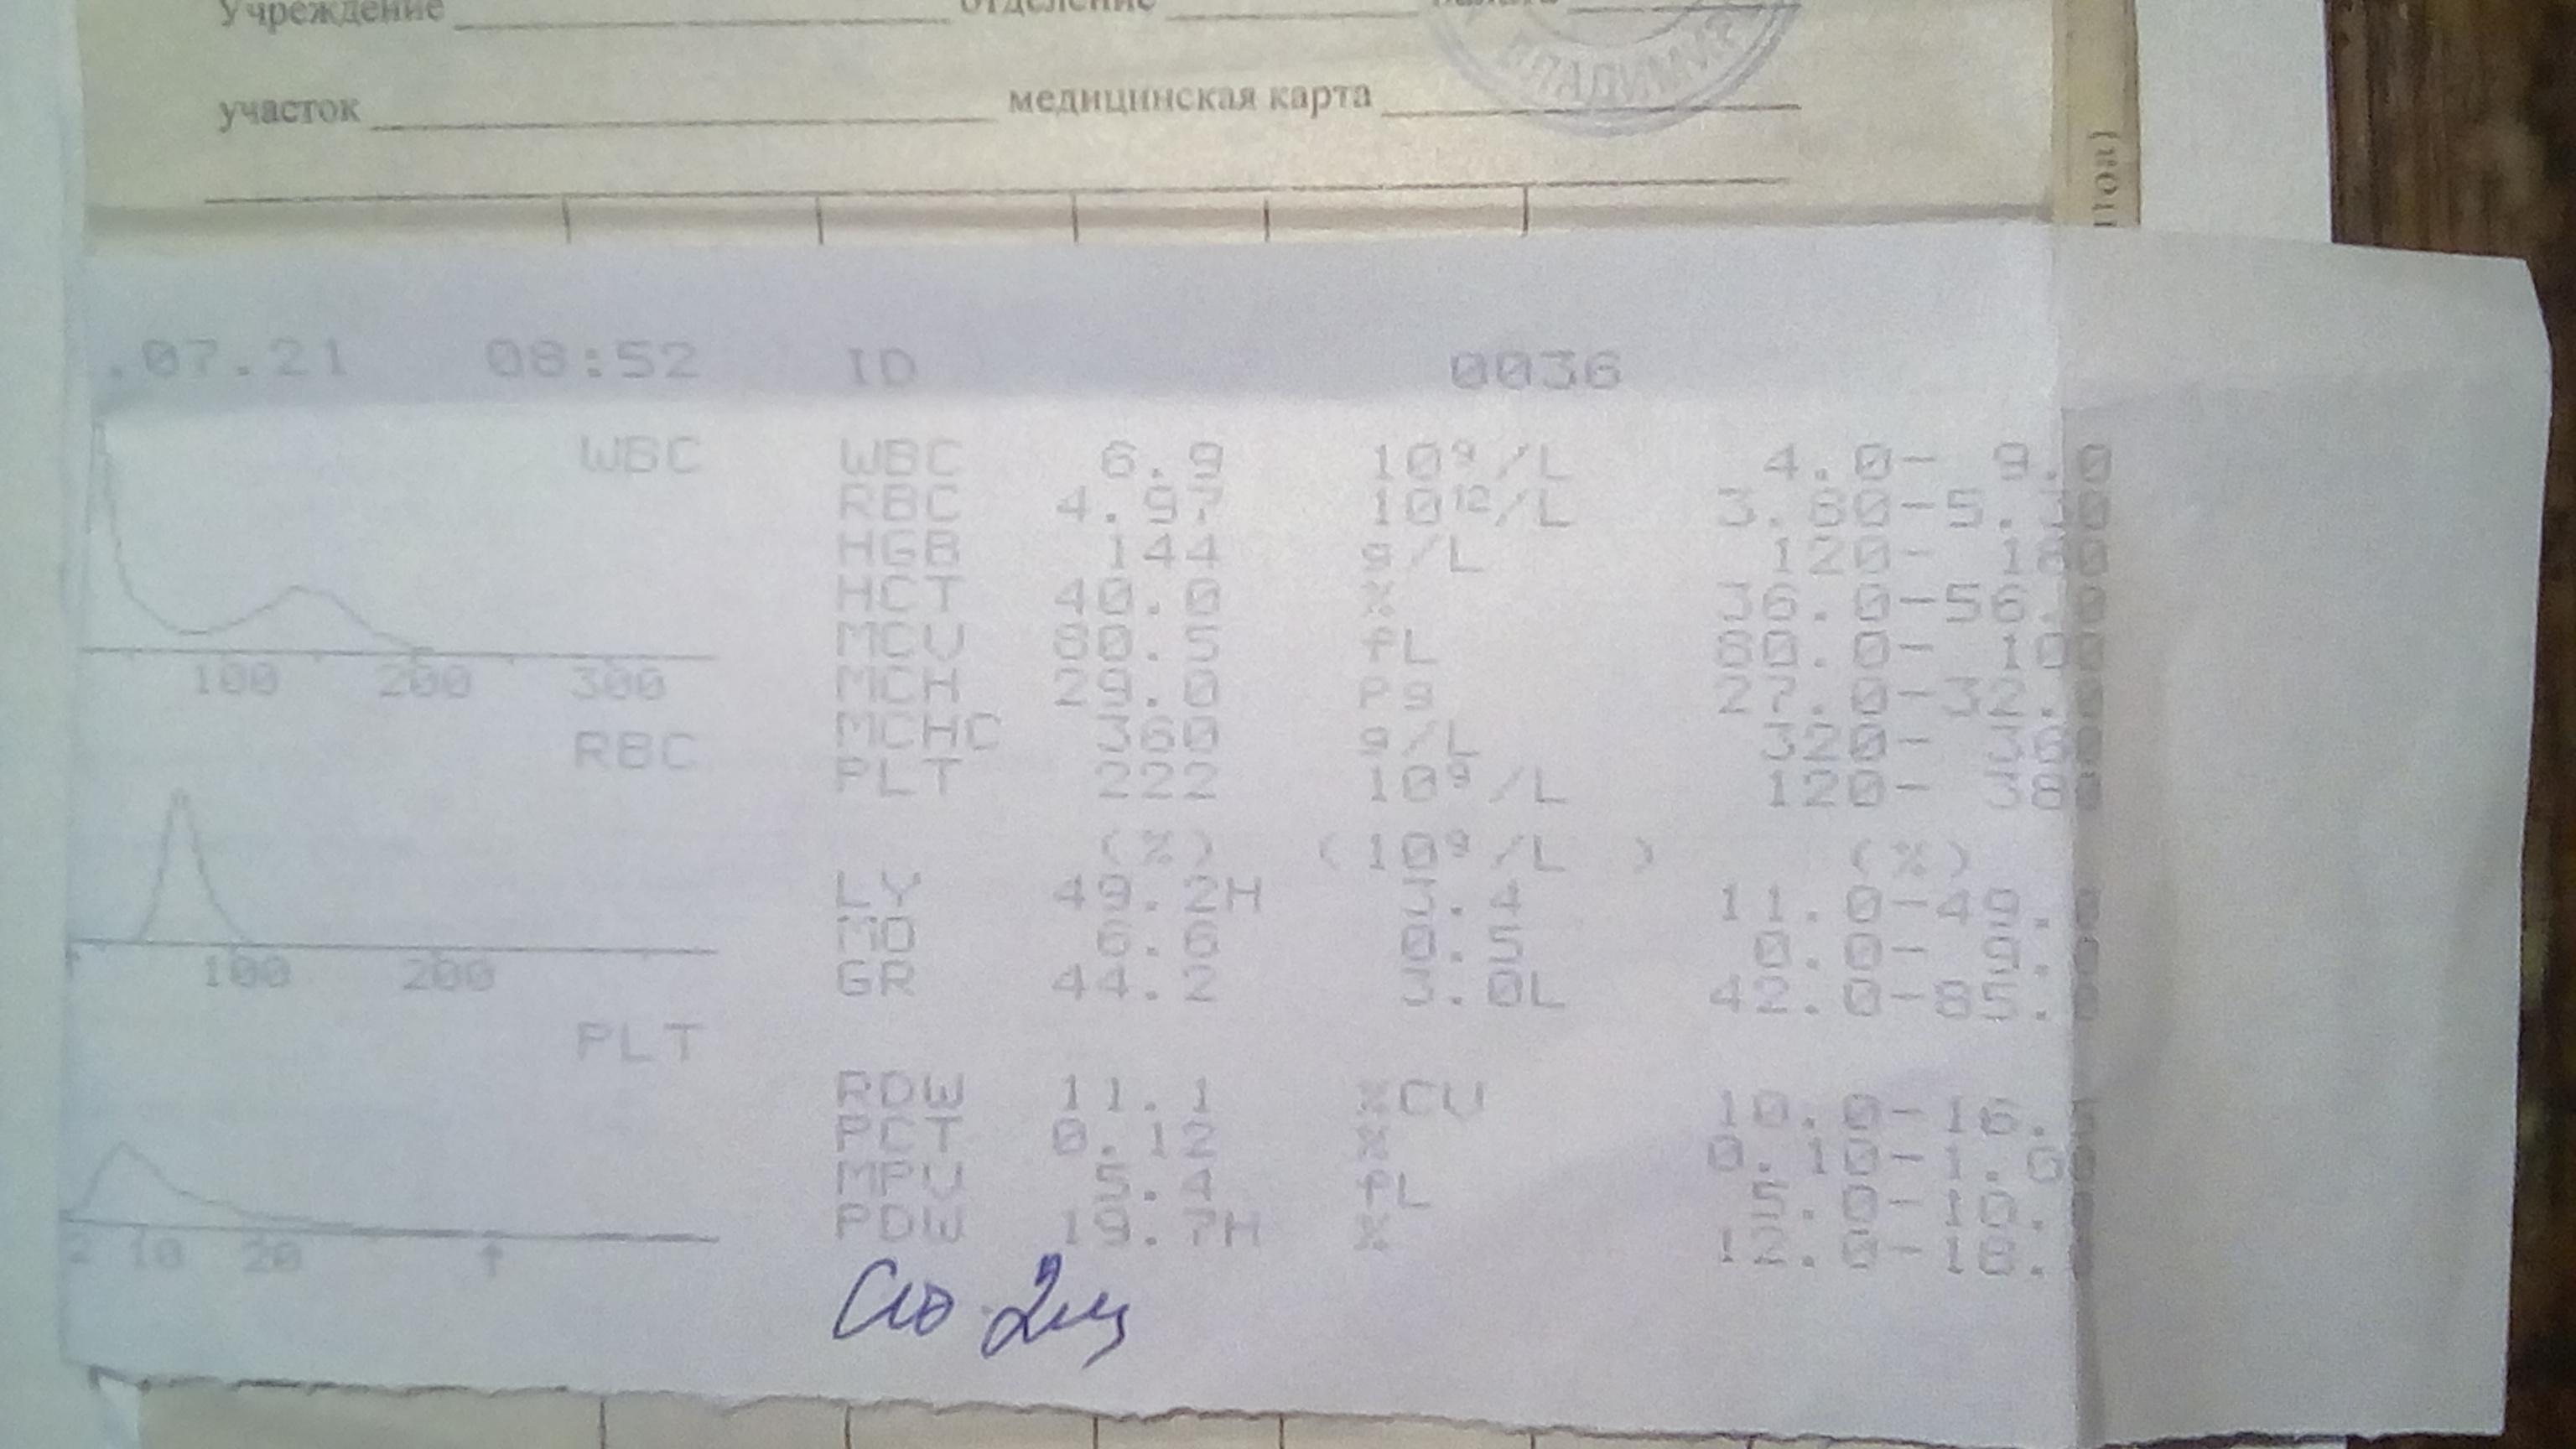 Учреждение отделение палата
участок медицинская карта
ВЛАДИМИР
.07.21 08:52 ID 0036
WBC
100 200 300
RBC
100 200
PLT
2 10 20
WBC 6.9 10⁹/L 4.0- 9.0
RBC 4.97 10¹²/L 3.80-5.30
HGB 144 g/L 120- 180
HCT 40.0 % 36.0-56.0
MCV 80.5 fL 80.0- 100
MCH 29.0 Pg 27.0-32.0
MCHC 360 g/L 320- 360
PLT 222 10⁹/L 120- 380
(%) (10⁹/L ) (%)
LY 49.2H 3.4 11.0-49.0
MO 6.6 0.5 0.0- 9.0
GR 44.2 3.0L 42.0-85.0
RDW 11.1 %CV 10.0-16.5
PCT 0.12 % 0.10-1.00
MPV 5.4 fL 5.0-10.
PDW 19.7H % 12.0-18.
Соэ 2мм